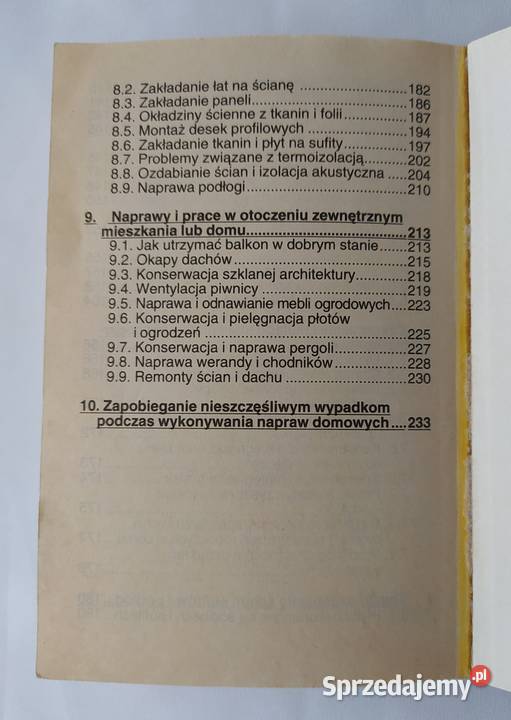 8.2. Zakładanie łat na ścianę ..................... 182
8.3. Zakładanie paneli............................. 186
8.4. Okładziny ścienne z tkanin i folii .......... 187
8.5. Montaż desek profilowych .................. 194
8.6. Zakładanie tkanin i płyt na sufity .......... 197
8.7. Problemy związane z termoizolacją...... 202
8.8. Ozdabianie ścian i izolacja akustyczna .. 204
8.9. Naprawa podłogi .............................. 210
9. Naprawy i prace w otoczeniu zewnętrznym
mieszkania lub domu.................................213
9.1. Jak utrzymać balkon w dobrym stanie .....213
9.2. Okapy dachów ..................................215
9.3. Konserwacja szklanej architektury..........218
9.4. Wentylacja piwnicy ............................219
9.5. Naprawa i odnawianie mebli ogrodowych ...223
9.6. Konserwacja i pielęgnacja płotów
i ogrodzeń ..................................225
9.7. Konserwacja i naprawa pergoli..............227
9.8. Naprawa werandy i chodników .............228
9.9. Remonty ścian i dachu .......................230
10. Zapobieganie nieszczęśliwym wypadkom
podczas wykonywania napraw domowych ....233
Sprzedajemy.pl